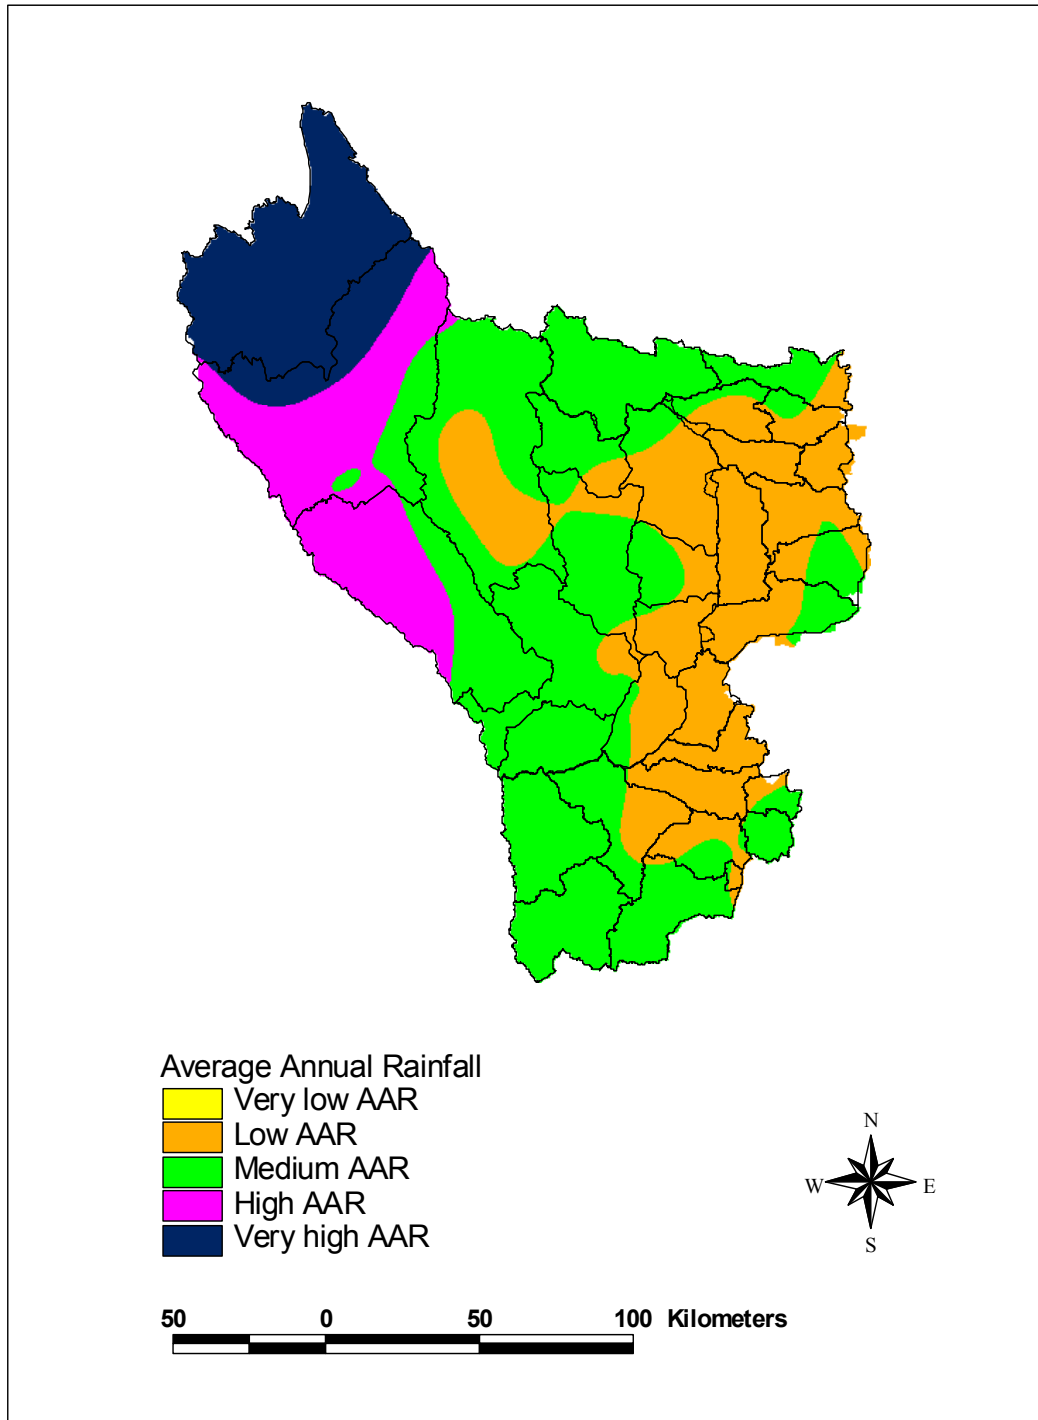 Average Annual Rainfall
Very low AAR
Low AAR
Medium AAR
High AAR
Very high AAR
N
W E
S
50 0 50 100 Kilometers